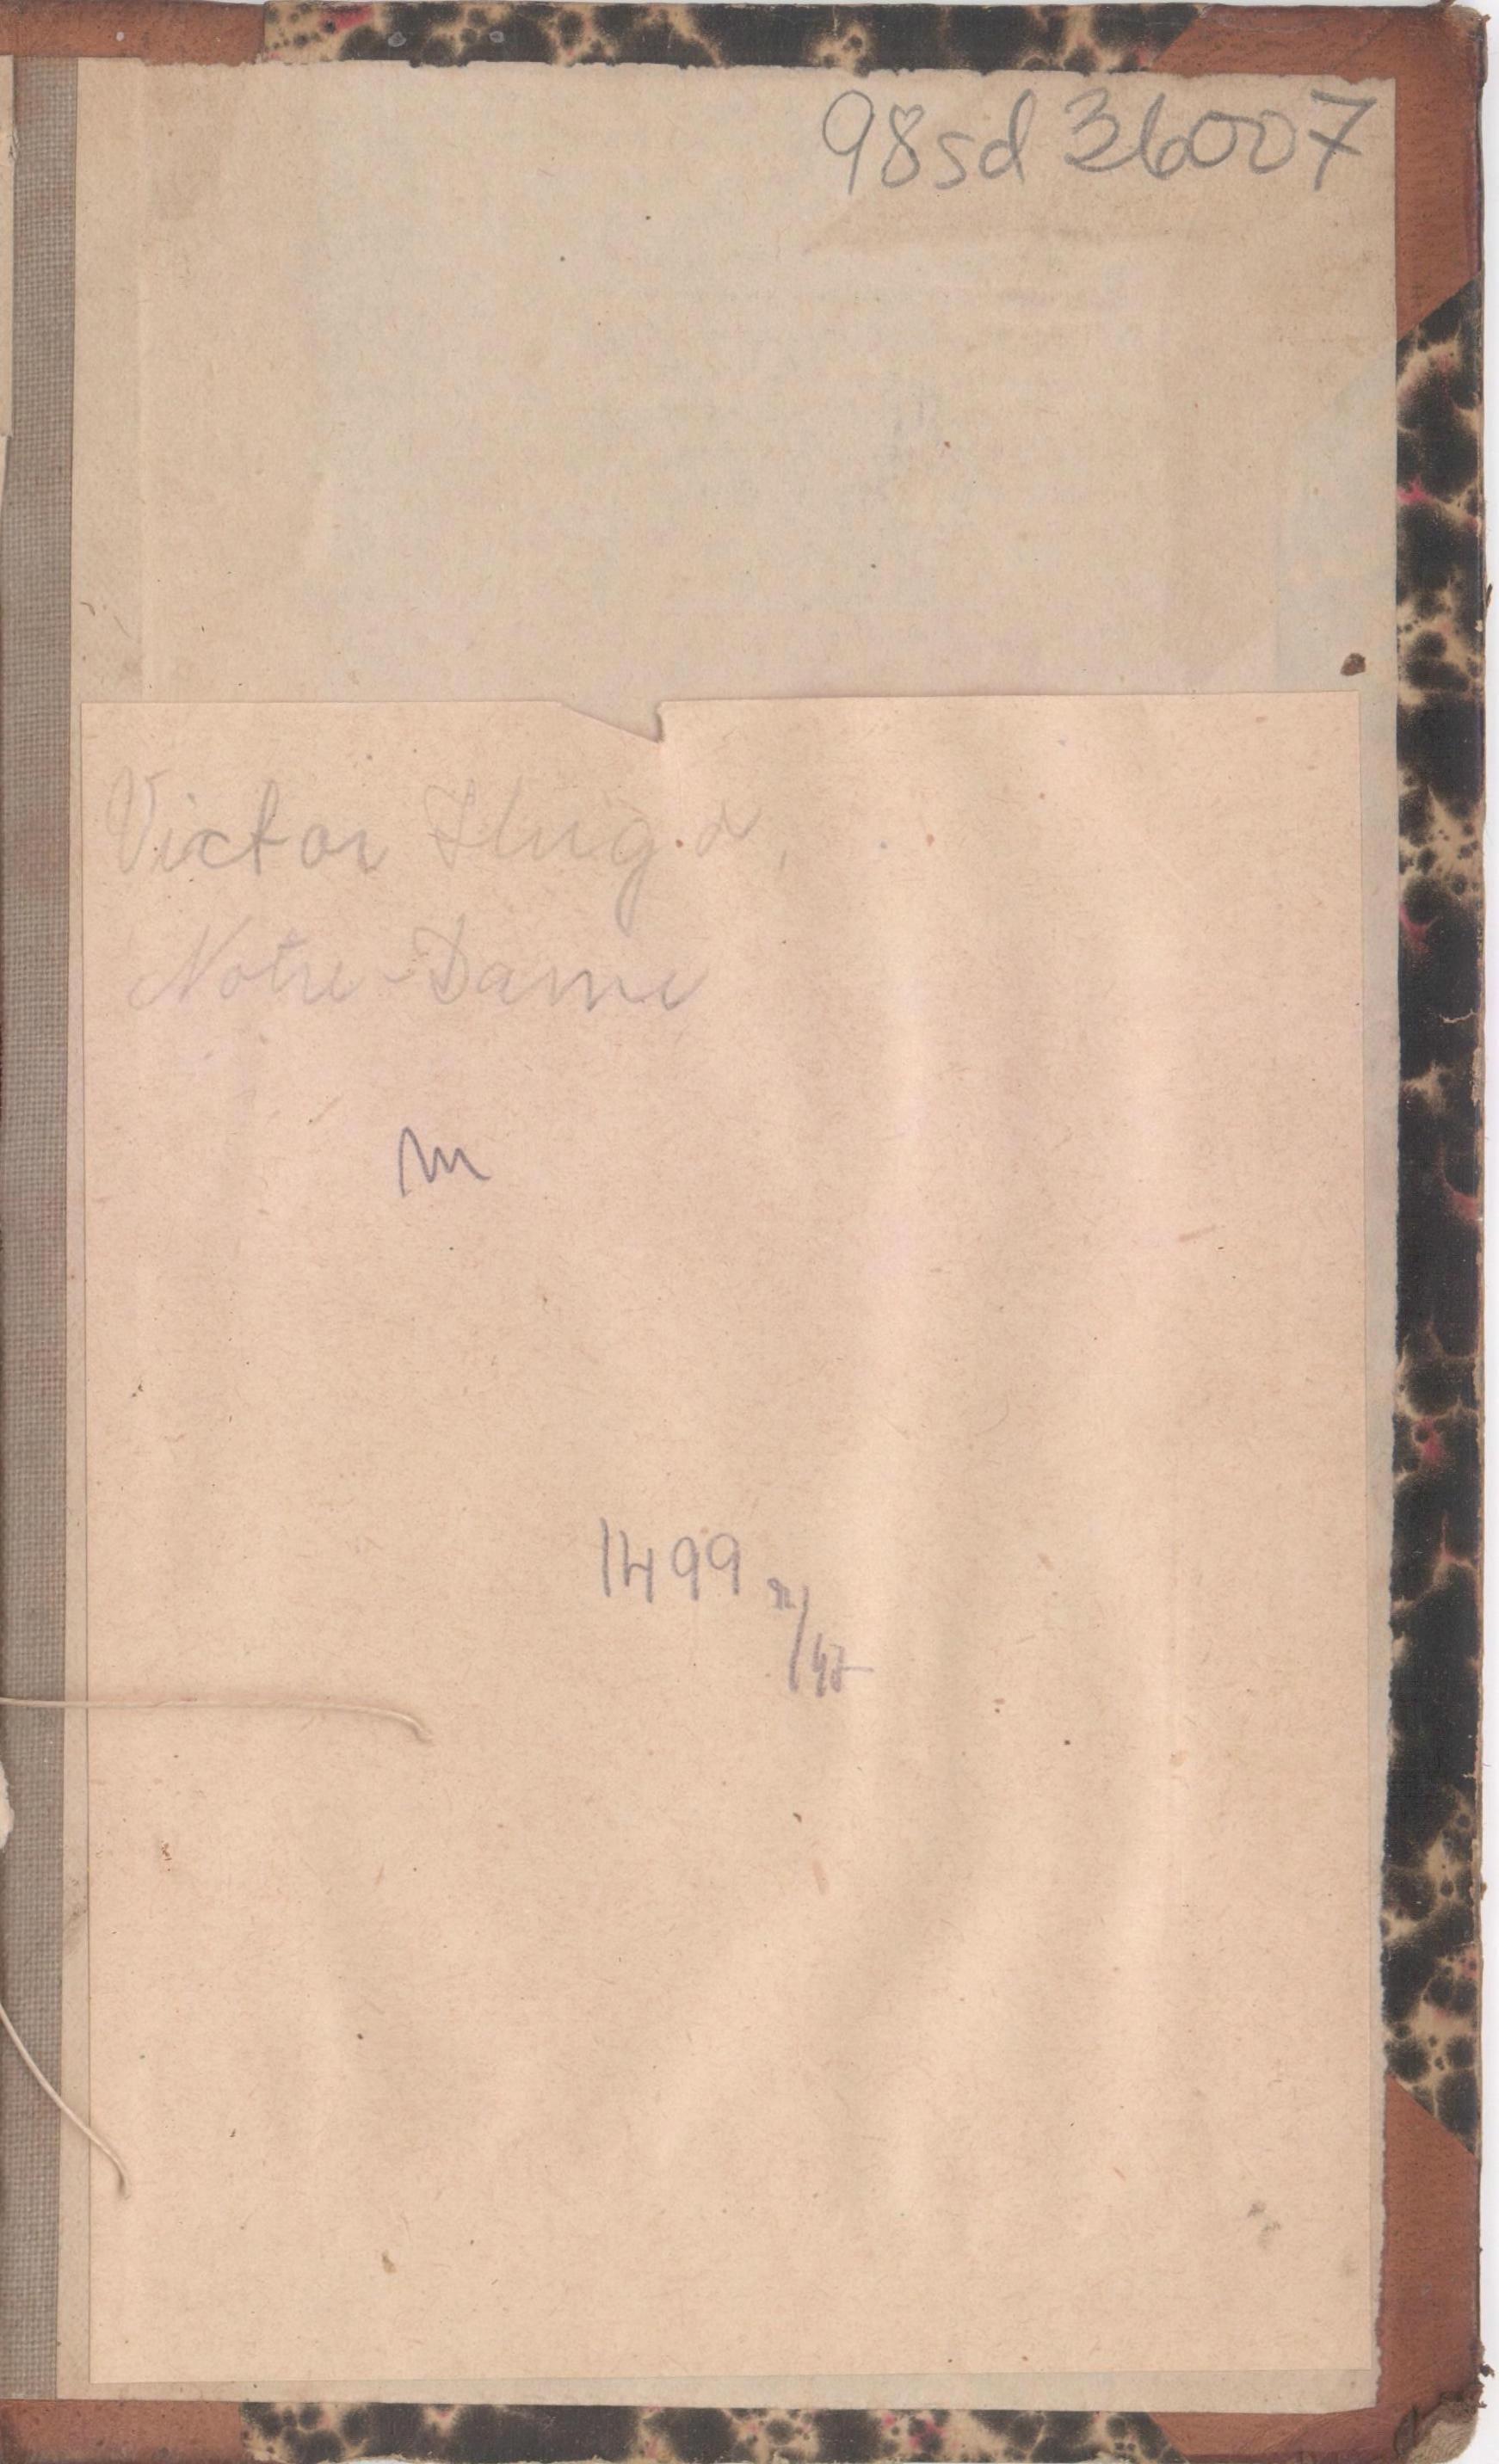 98sd 36007
Victor Hugo,
Notre-Dame
m
1499